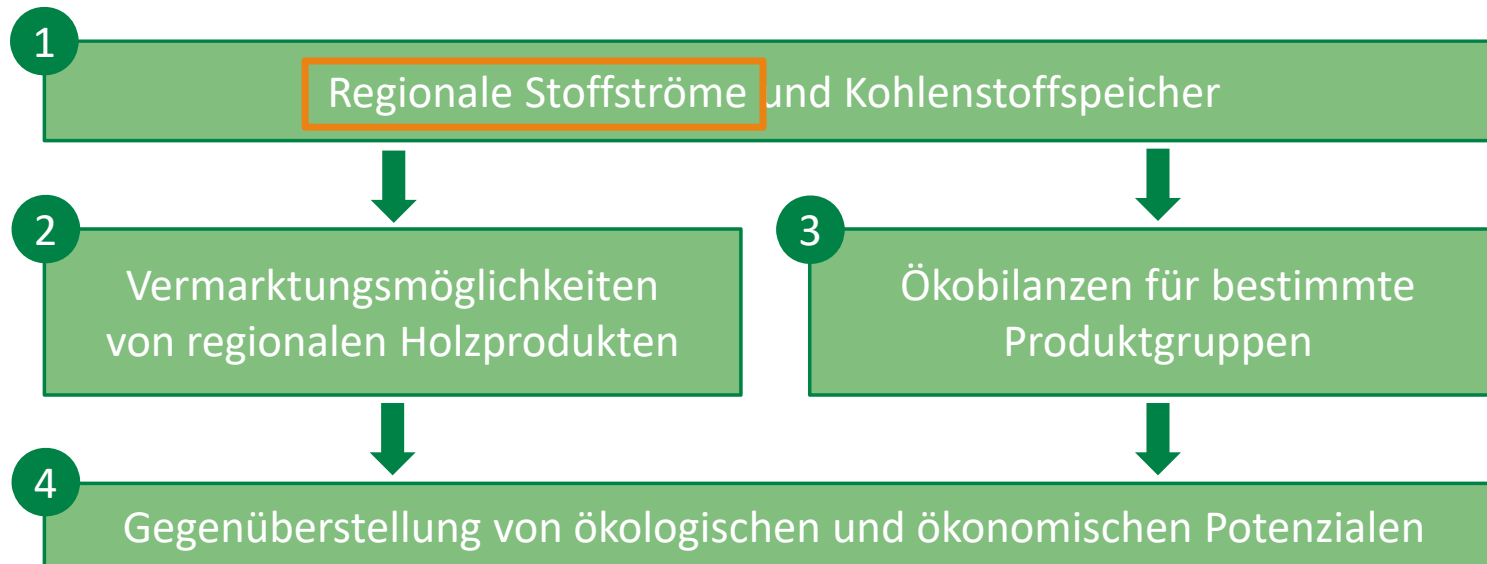 1
Regionale Stoffströme und Kohlenstoffspeicher
2
Vermarktungsmöglichkeiten
von regionalen Holzprodukten
3
Ökobilanzen für bestimmte
Produktgruppen
4
Gegenüberstellung von ökologischen und ökonomischen Potenzialen